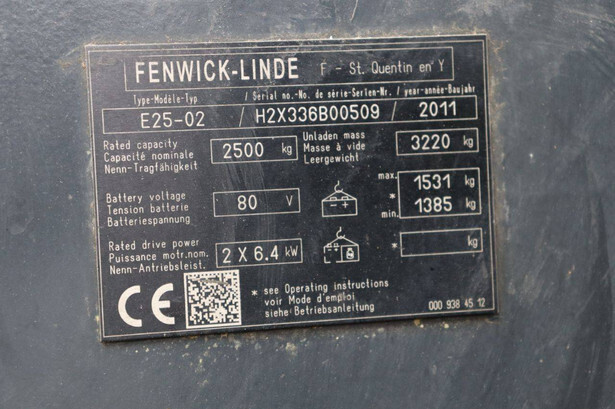 FENWICK-LINDE F - St. Quentin en Y
Type-Modèle-Typ / Serial no.-No. de série-Serien-Nr. / year-année-Baujahr
E25-02 / H2X336B00509 / 2011
Rated capacity
Capacité nominale
Nenn-Tragfähigkeit
2500 kg
Unladen mass
Masse à vide
Leergewicht
3220 kg
Battery voltage
Tension batterie
Batteriespannung
80 V
- +
max. 1531 kg
*
min. 1385 kg
Rated drive power
Puissance motr.nom.
Nenn-Antriebsleist.
2 X 6.4 kW
* kg
CE
* see Operating instructions
voir Mode d'emploi
siehe Betriebsanleitung
000 938 45 12